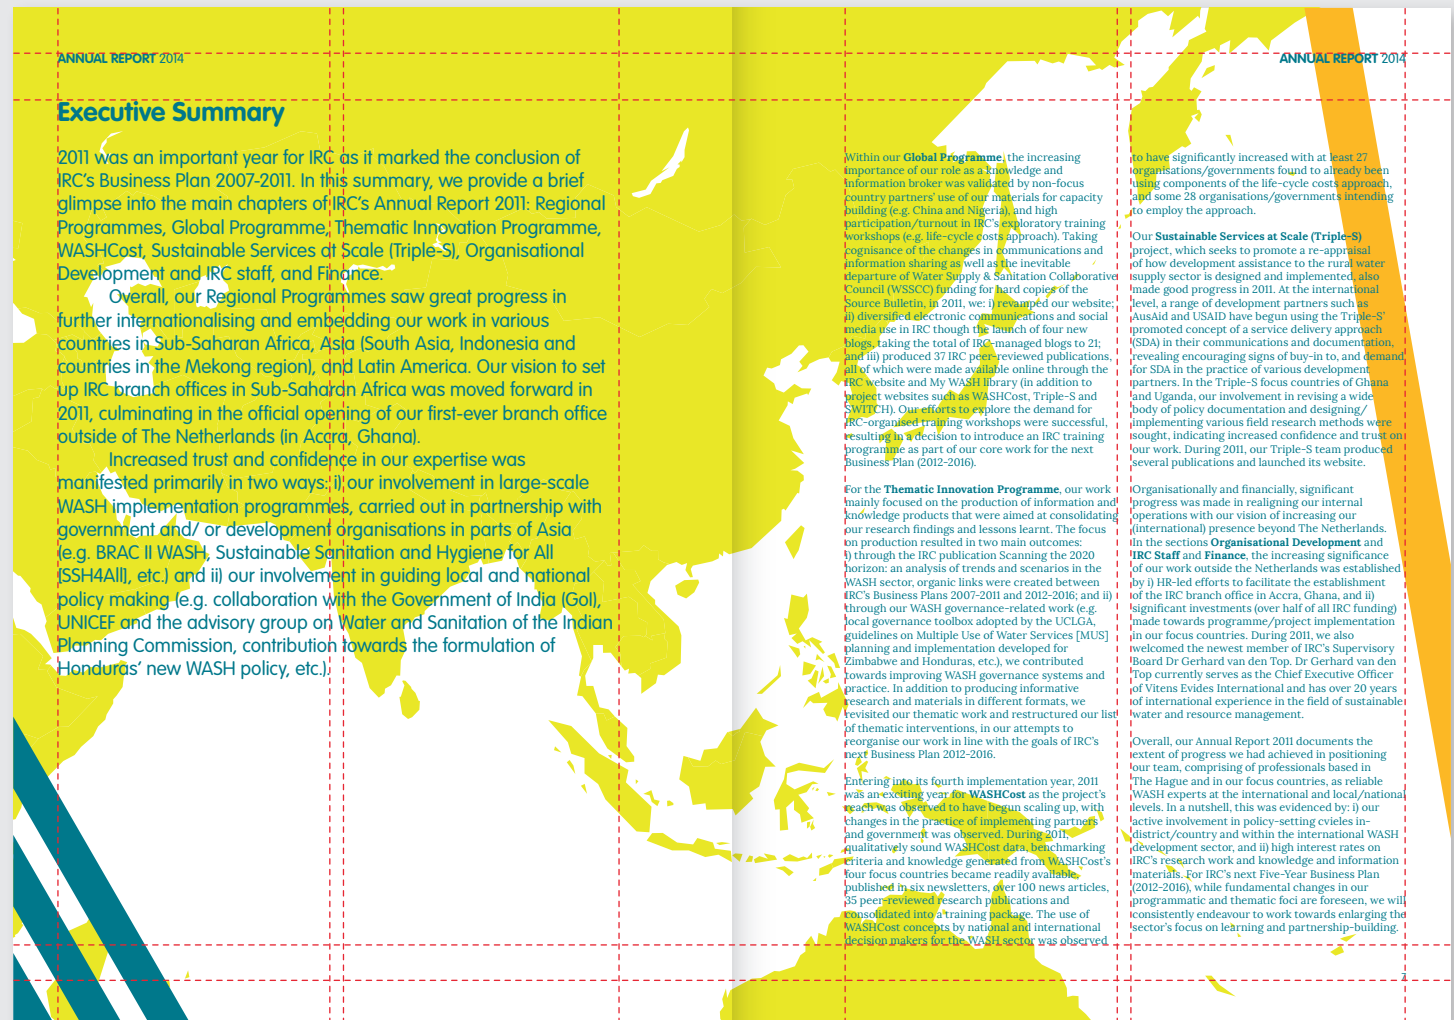 ANNUAL REPORT 2014
Executive Summary
2011 was an important year for IRC as it marked the conclusion of
IRC's Business Plan 2007-2011. In this summary, we provide a brief
glimpse into the main chapters of IRC's Annual Report 2011: Regional
Programmes, Global Programme, Thematic Innovation Programme,
WASHCost, Sustainable Services at Scale (Triple-S), Organisational
Development and IRC staff, and Finance.
Overall, our Regional Programmes saw great progress in
further internationalising and embedding our work in various
countries in Sub-Saharan Africa, Asia (South Asia, Indonesia and
countries in the Mekong region), and Latin America. Our vision to set
up IRC branch offices in Sub-Saharan Africa was moved forward in
2011, culminating in the official opening of our first-ever branch office
outside of The Netherlands (in Accra, Ghana).
Increased trust and confidence in our expertise was
manifested primarily in two ways: i) our involvement in large-scale
WASH implementation programmes, carried out in partnership with
government and/ or development organisations in parts of Asia
(e.g. BRAC II WASH, Sustainable Sanitation and Hygiene for All
[SSH4All], etc.) and ii) our involvement in guiding local and national
policy making (e.g. collaboration with the Government of India (GoI),
UNICEF and the advisory group on Water and Sanitation of the Indian
Planning Commission, contribution towards the formulation of
Honduras' new WASH policy, etc.).
ANNUAL REPORT 2014
Within our Global Programme, the increasing
importance of our role as a knowledge and
information broker was validated by non-focus
country partners' use of our materials for capacity
building (e.g. China and Nigeria), and high
participation/turnout in IRC's exploratory training
workshops (e.g. life-cycle costs approach). Taking
cognisance of the changes in communications and
information sharing as well as the inevitable
departure of Water Supply & Sanitation Collaborative
Council (WSSCC) funding for hard copies of the
Source Bulletin, in 2011, we: i) revamped our website;
ii) diversified electronic communications and social
media use in IRC though the launch of four new
blogs, taking the total of IRC-managed blogs to 21;
and iii) produced 37 IRC peer-reviewed publications,
all of which were made available online through the
IRC website and My WASH library (in addition to
project websites such as WASHCost, Triple-S and
SWITCH). Our efforts to explore the demand for
IRC-organised training workshops were successful,
resulting in a decision to introduce an IRC training
programme as part of our core work for the next
Business Plan (2012-2016).
For the Thematic Innovation Programme, our work
mainly focused on the production of information and
knowledge products that were aimed at consolidating
our research findings and lessons learnt. The focus
on production resulted in two main outcomes:
i) through the IRC publication Scanning the 2020
horizon: an analysis of trends and scenarios in the
WASH sector, organic links were created between
IRC's Business Plans 2007-2011 and 2012-2016; and ii)
through our WASH governance-related work (e.g.
local governance toolbox adopted by the UCLGA,
guidelines on Multiple Use of Water Services [MUS]
planning and implementation developed for
Zimbabwe and Honduras, etc.), we contributed
towards improving WASH governance systems and
practice. In addition to producing informative
research and materials in different formats, we
revisited our thematic work and restructured our list
of thematic interventions, in our attempts to
reorganise our work in line with the goals of IRC's
next Business Plan 2012-2016.
Entering into its fourth implementation year, 2011
was an exciting year for WASHCost as the project's
reach was observed to have begun scaling up, with
changes in the practice of implementing partners
and government was observed. During 2011,
qualitatively sound WASHCost data, benchmarking
criteria and knowledge generated from WASHCost's
four focus countries became readily available,
published in six newsletters, over 100 news articles,
35 peer-reviewed research publications and
consolidated into a training package. The use of
WASHCost concepts by national and international
decision makers for the WASH sector was observed
to have significantly increased with at least 27
organisations/governments found to already been
using components of the life-cycle costs approach,
and some 28 organisations/governments intending
to employ the approach.
Our Sustainable Services at Scale (Triple-S)
project, which seeks to promote a re-appraisal
of how development assistance to the rural water
supply sector is designed and implemented, also
made good progress in 2011. At the international
level, a range of development partners such as
AusAid and USAID have begun using the Triple-S'
promoted concept of a service delivery approach
(SDA) in their communications and documentation,
revealing encouraging signs of buy-in to, and demand
for SDA in the practice of various development
partners. In the Triple-S focus countries of Ghana
and Uganda, our involvement in revising a wide
body of policy documentation and designing/
implementing various field research methods were
sought, indicating increased confidence and trust on
our work. During 2011, our Triple-S team produced
several publications and launched its website.
Organisationally and financially, significant
progress was made in realigning our internal
operations with our vision of increasing our
(international) presence beyond The Netherlands.
In the sections Organisational Development and
IRC Staff and Finance, the increasing significance
of our work outside the Netherlands was established
by i) HR-led efforts to facilitate the establishment
of the IRC branch office in Accra, Ghana, and ii)
significant investments (over half of all IRC funding)
made towards programme/project implementation
in our focus countries. During 2011, we also
welcomed the newest member of IRC's Supervisory
Board Dr Gerhard van den Top. Dr Gerhard van den
Top currently serves as the Chief Executive Officer
of Vitens Evides International and has over 20 years
of international experience in the field of sustainable
water and resource management.
Overall, our Annual Report 2011 documents the
extent of progress we had achieved in positioning
our team, comprising of professionals based in
The Hague and in our focus countries, as reliable
WASH experts at the international and local/national
levels. In a nutshell, this was evidenced by: i) our
active involvement in policy-setting cvieles in-
district/country and within the international WASH
development sector, and ii) high interest rates on
IRC's research work and knowledge and information
materials. For IRC's next Five-Year Business Plan
(2012-2016), while fundamental changes in our
programmatic and thematic foci are foreseen, we will
consistently endeavour to work towards enlarging the
sector's focus on learning and partnership-building.
7